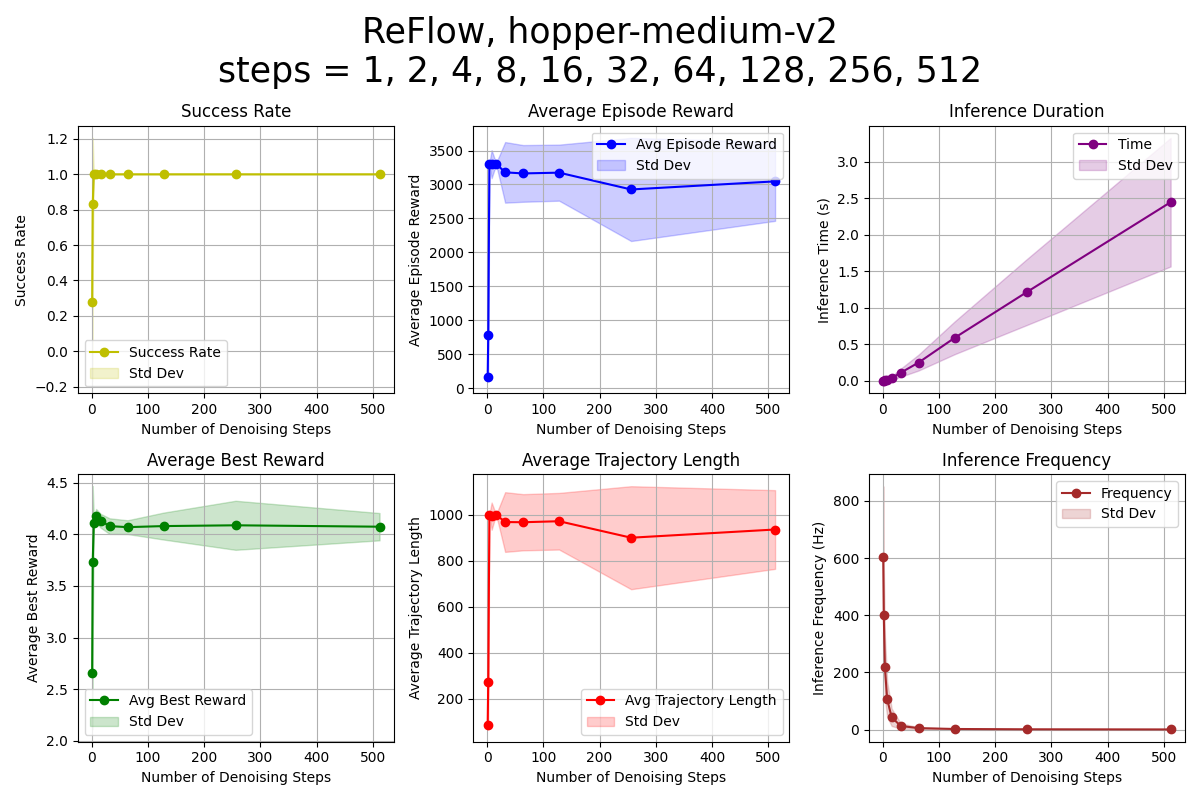 ReFlow, hopper-medium-v2
steps = 1, 2, 4, 8, 16, 32, 64, 128, 256, 512
Success Rate
Success Rate
1.2
1.0
0.8
0.6
0.4
0.2
0.0
−0.2
Success Rate
Std Dev
0 100 200 300 400 500
Number of Denoising Steps
Average Episode Reward
Average Episode Reward
3500
3000
2500
2000
1500
1000
500
0
Avg Episode Reward
Std Dev
0 100 200 300 400 500
Number of Denoising Steps
Inference Duration
Inference Time (s)
3.0
2.5
2.0
1.5
1.0
0.5
0.0
Time
Std Dev
0 100 200 300 400 500
Number of Denoising Steps
Average Best Reward
Average Best Reward
4.5
4.0
3.5
3.0
2.5
2.0
Avg Best Reward
Std Dev
0 100 200 300 400 500
Number of Denoising Steps
Average Trajectory Length
Average Trajectory Length
1000
800
600
400
200
Avg Trajectory Length
Std Dev
0 100 200 300 400 500
Number of Denoising Steps
Inference Frequency
Inference Frequency (Hz)
800
600
400
200
0
Frequency
Std Dev
0 100 200 300 400 500
Number of Denoising Steps